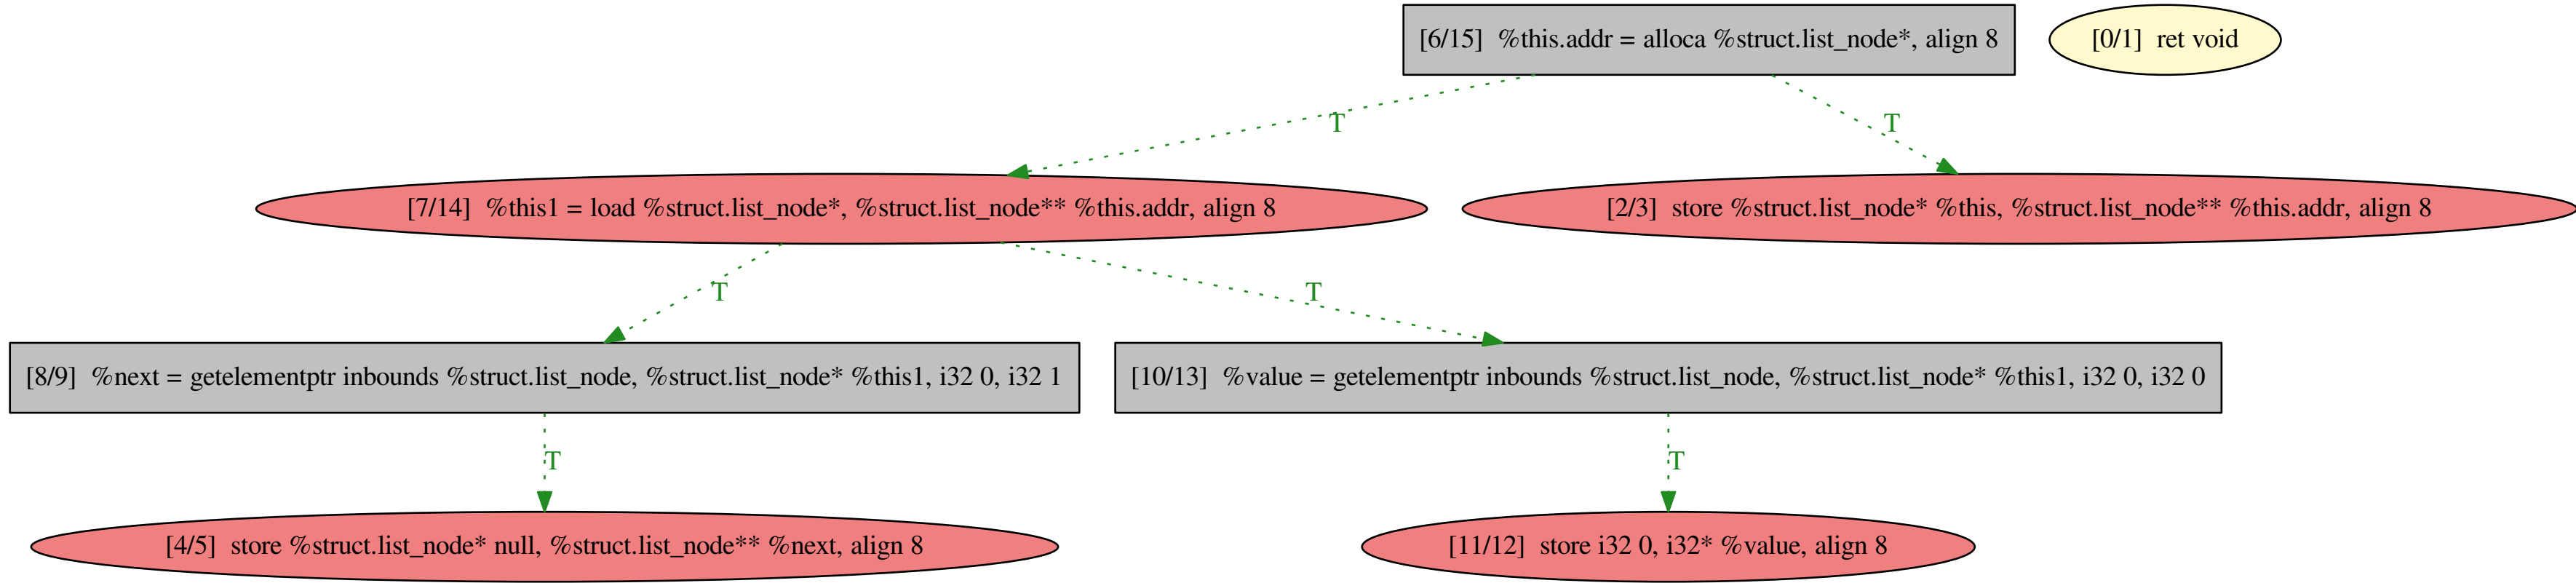 [6/15]  %this.addr = alloca %struct.list_node*, align 8
[0/1]  ret void
T
T
[7/14]  %this1 = load %struct.list_node*, %struct.list_node** %this.addr, align 8
[2/3]  store %struct.list_node* %this, %struct.list_node** %this.addr, align 8
T
T
[8/9]  %next = getelementptr inbounds %struct.list_node, %struct.list_node* %this1, i32 0, i32 1
[10/13]  %value = getelementptr inbounds %struct.list_node, %struct.list_node* %this1, i32 0, i32 0
T
T
[4/5]  store %struct.list_node* null, %struct.list_node** %next, align 8
[11/12]  store i32 0, i32* %value, align 8